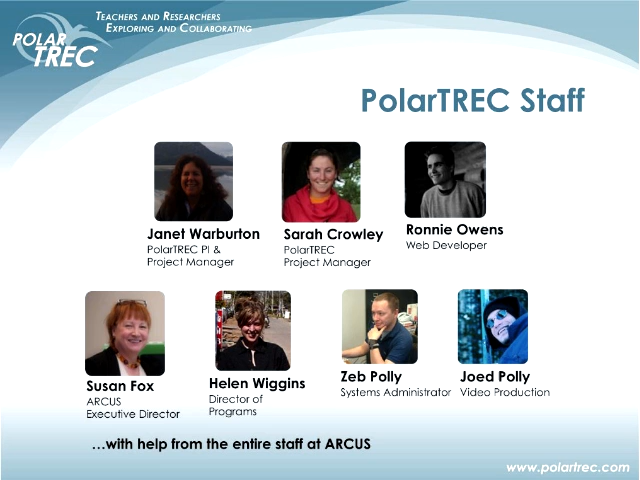 Teachers and Researchers
Exploring and Collaborating
POLAR
TREC
PolarTREC Staff
Janet Warburton
PolarTREC PI &
Project Manager
Sarah Crowley
PolarTREC
Project Manager
Ronnie Owens
Web Developer
Susan Fox
ARCUS
Executive Director
Helen Wiggins
Director of
Programs
Zeb Polly
Systems Administrator
Joed Polly
Video Production
...with help from the entire staff at ARCUS
www.polartrec.com